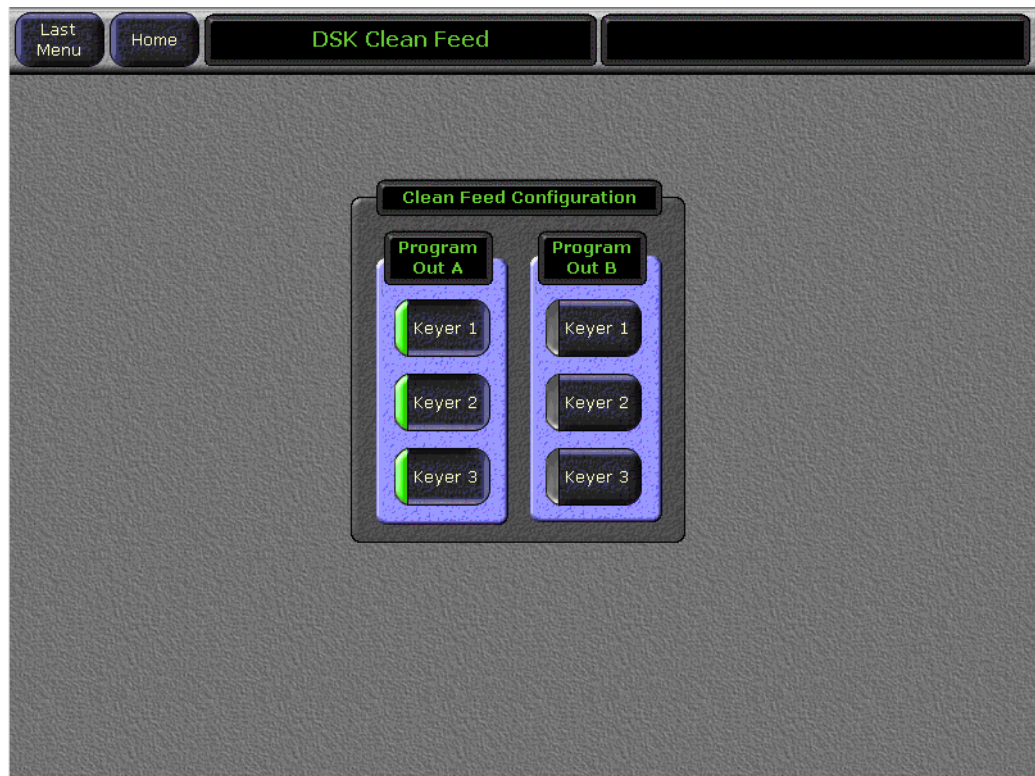 Last
Menu
Home
DSK Clean Feed
Clean Feed Configuration
Program
Out A
Program
Out B
Keyer 1
Keyer 1
Keyer 2
Keyer 2
Keyer 3
Keyer 3